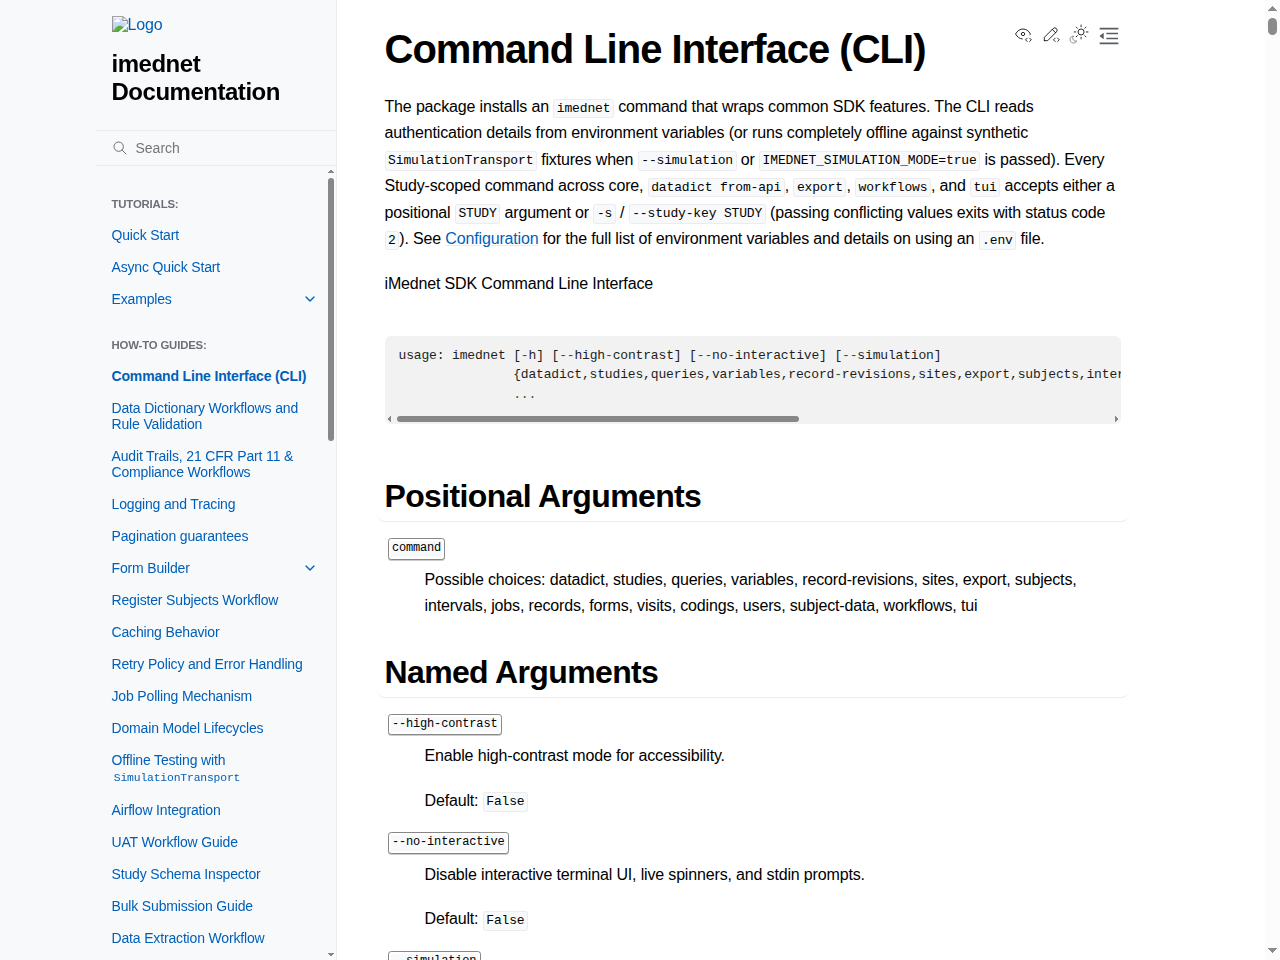 Logo
imednet
Documentation
Search
TUTORIALS:
Quick Start
Async Quick Start
Examples
HOW-TO GUIDES:
Command Line Interface (CLI)
Data Dictionary Workflows and
Rule Validation
Audit Trails, 21 CFR Part 11 &
Compliance Workflows
Logging and Tracing
Pagination guarantees
Form Builder
Register Subjects Workflow
Caching Behavior
Retry Policy and Error Handling
Job Polling Mechanism
Domain Model Lifecycles
Offline Testing with
SimulationTransport
Airflow Integration
UAT Workflow Guide
Study Schema Inspector
Bulk Submission Guide
Data Extraction Workflow
Command Line Interface (CLI)
The package installs an imednet command that wraps common SDK features. The CLI reads
authentication details from environment variables (or runs completely offline against synthetic
SimulationTransport fixtures when --simulation or IMEDNET_SIMULATION_MODE=true is passed). Every
Study-scoped command across core, datadict from-api, export, workflows, and tui accepts either a
positional STUDY argument or -s / --study-key STUDY (passing conflicting values exits with status code
2). See Configuration for the full list of environment variables and details on using an .env file.
iMednet SDK Command Line Interface
usage: imednet [-h] [--high-contrast] [--no-interactive] [--simulation]
{datadict,studies,queries,variables,record-revisions,sites,export,subjects,inter
...
Positional Arguments
command
Possible choices: datadict, studies, queries, variables, record-revisions, sites, export, subjects,
intervals, jobs, records, forms, visits, codings, users, subject-data, workflows, tui
Named Arguments
--high-contrast
Enable high-contrast mode for accessibility.
Default: False
--no-interactive
Disable interactive terminal UI, live spinners, and stdin prompts.
Default: False
--simulation